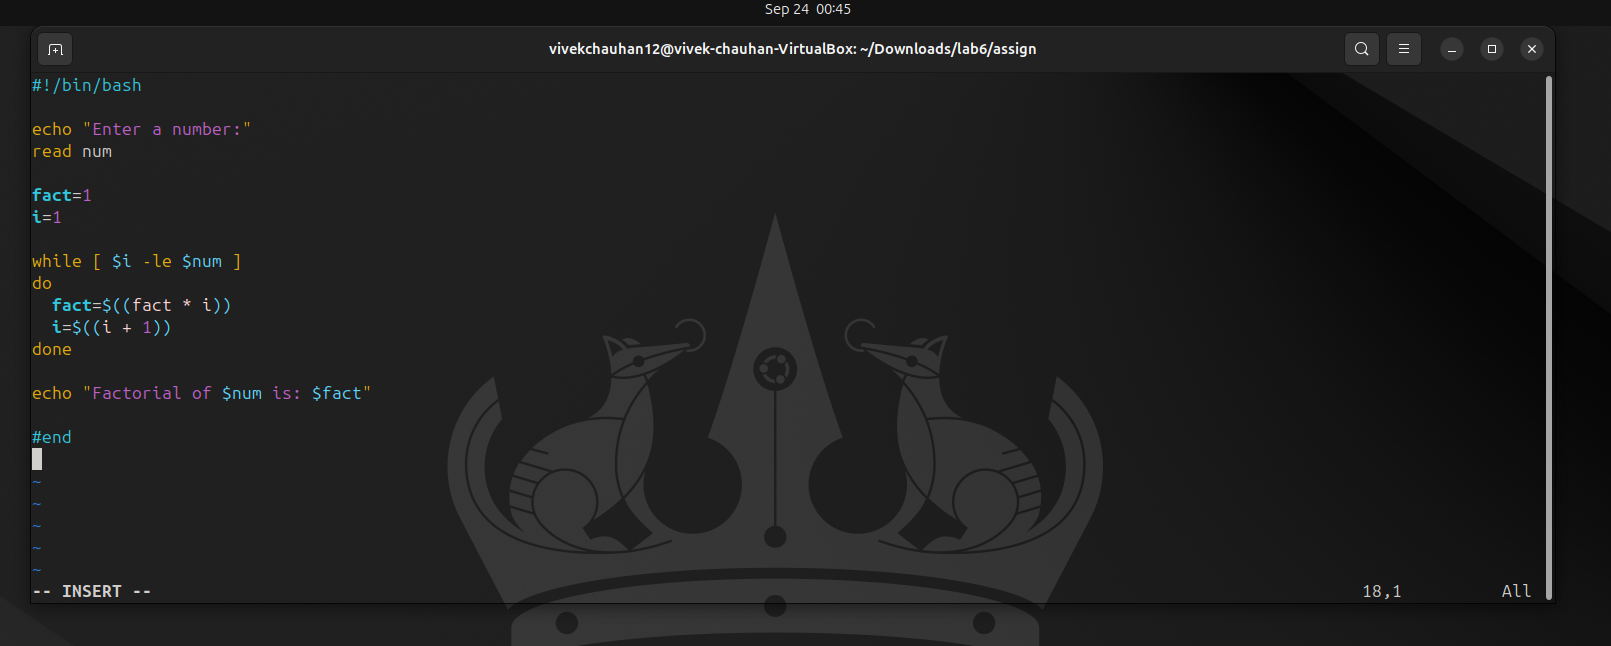 Sep 24  00:45
vivekchauhan12@vivek-chauhan-VirtualBox: ~/Downloads/lab6/assign
#!/bin/bash

echo "Enter a number:"
read num

fact=1
i=1

while [ $i -le $num ]
do
  fact=$((fact * i))
  i=$((i + 1))
done

echo "Factorial of $num is: $fact"

#end

~
~
~
~
~
-- INSERT --                    18,1          All